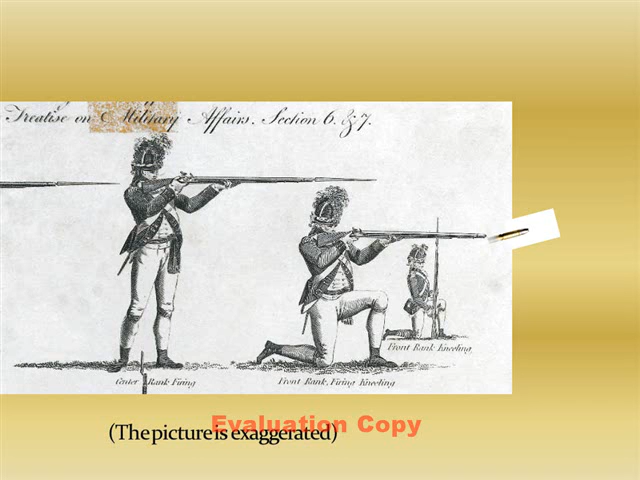 Treatise on Military Affairs. Section 6. & 7.
Front Rank Kneeling
Center Rank Firing
Front Rank, Firing Kneeling
Evaluation Copy
(The picture is exaggerated)